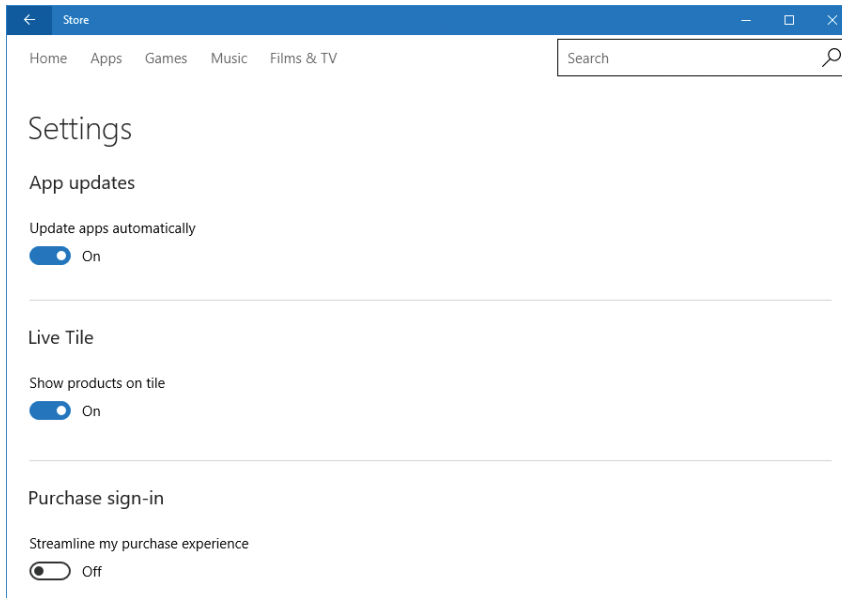 Store
Home Apps Games Music Films & TV Search
Settings
App updates
Update apps automatically
On
Live Tile
Show products on tile
On
Purchase sign-in
Streamline my purchase experience
Off